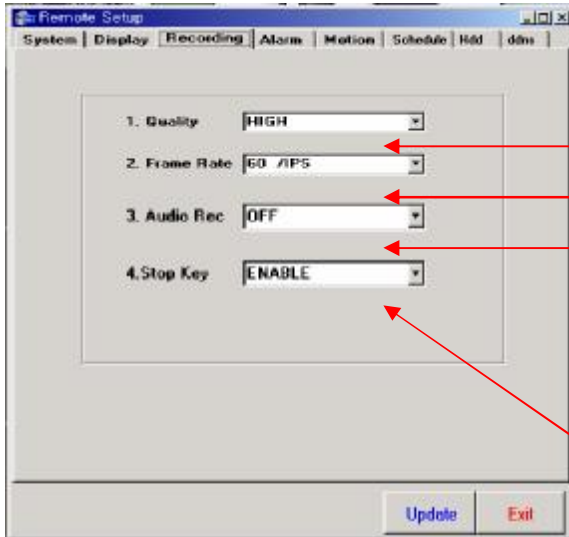 Remote Setup
System Display Recording Alarm Motion Schedule Hdd ddns
1. Quality HIGH
2. Frame Rate 60 /IPS
3. Audio Rec OFF
4.Stop Key ENABLE
Update Exit